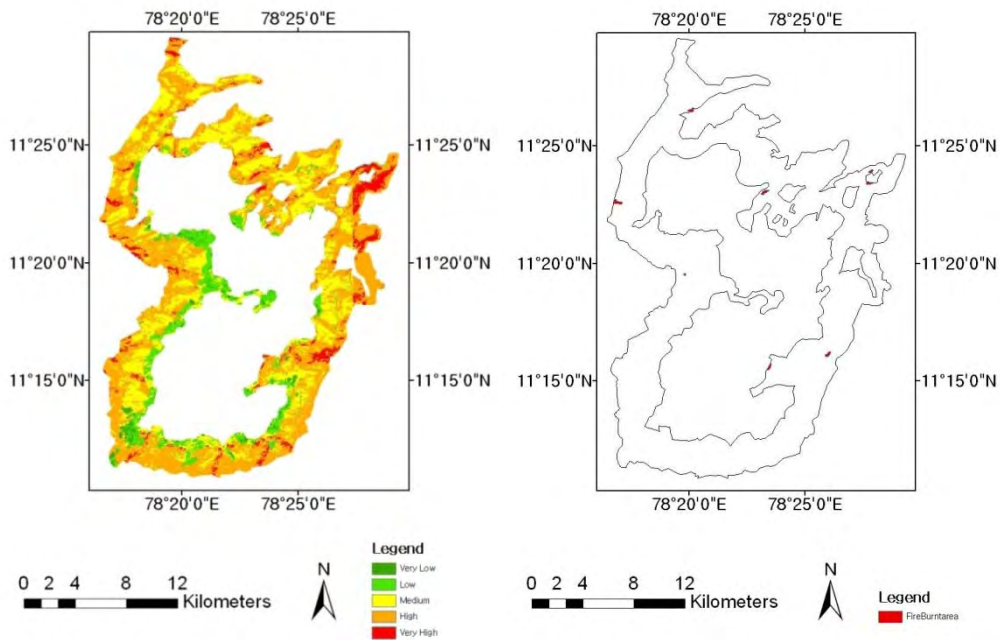 78°20'0"E 78°25'0"E
11°25'0"N 11°25'0"N
11°20'0"N 11°20'0"N
11°15'0"N 11°15'0"N
78°20'0"E 78°25'0"E
0 2 4 8 12
Kilometers
N
Legend
Very Low
Low
Medium
High
Very High
78°20'0"E 78°25'0"E
11°25'0"N 11°25'0"N
11°20'0"N 11°20'0"N
11°15'0"N 11°15'0"N
78°20'0"E 78°25'0"E
0 2 4 8 12
Kilometers
N
Legend
FireBurntarea